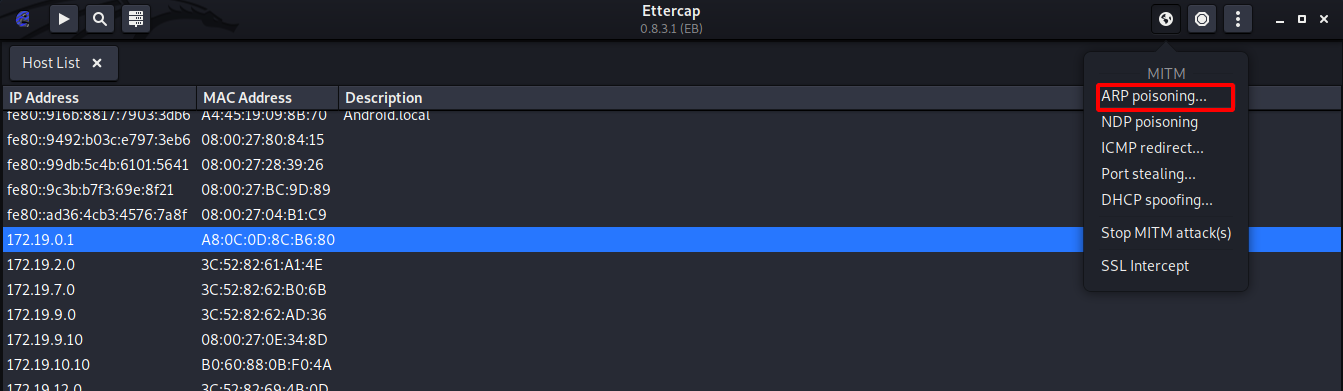 Ettercap
0.8.3.1 (EB)
Host List ×
IP Address MAC Address Description
fe80::916b:8817:7903:3db6 A4:45:19:09:8B:70 Android.local
fe80::9492:b03c:e797:3eb6 08:00:27:80:84:15
fe80::99db:5c4b:6101:5641 08:00:27:28:39:26
fe80::9c3b:b7f3:69e:8f21 08:00:27:BC:9D:89
fe80::ad36:4cb3:4576:7a8f 08:00:27:04:B1:C9
172.19.0.1 A8:0C:0D:8C:B6:80
172.19.2.0 3C:52:82:61:A1:4E
172.19.7.0 3C:52:82:62:B0:6B
172.19.9.0 3C:52:82:62:AD:36
172.19.9.10 08:00:27:0E:34:8D
172.19.10.10 B0:60:88:0B:F0:4A
172.19.12.0 3C:52:82:69:4B:0D
MITM
ARP poisoning...
NDP poisoning
ICMP redirect...
Port stealing...
DHCP spoofing...
Stop MITM attack(s)
SSL Intercept